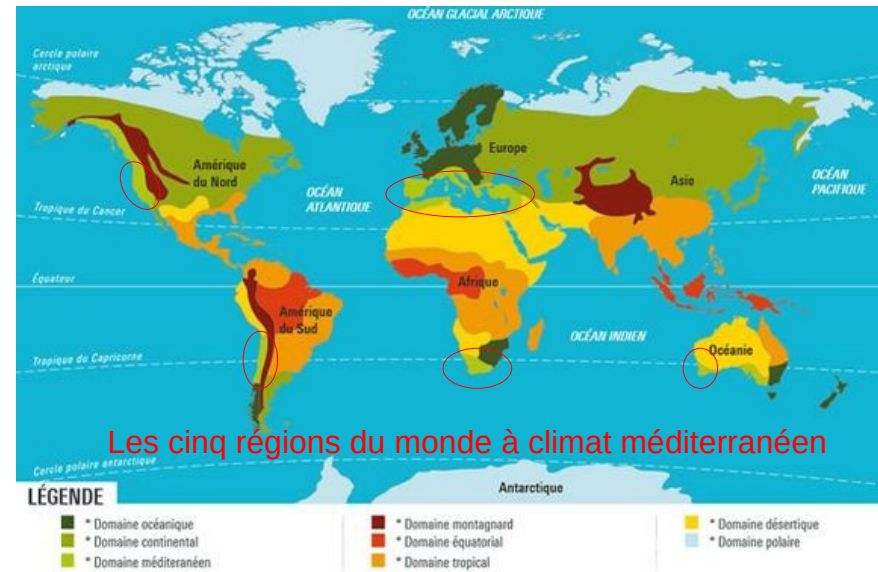 OCÉAN GLACIAL ARCTIQUE
Cercle polaire
arctique
Europe
Amérique
du Nord
Asie
OCÉAN
PACIFIQUE
OCÉAN
ATLANTIQUE
Tropique du Cancer
Équateur
Afrique
Amérique
du Sud
OCÉAN INDIEN
Océanie
Tropique du Capricorne
Les cinq régions du monde à climat méditerranéen
Cercle polaire antarctique
Antarctique
LÉGENDE
* Domaine océanique
* Domaine continental
* Domaine méditeranéen
* Domaine montagnard
* Domaine équatorial
* Domaine tropical
* Domaine désertique
* Domaine polaire